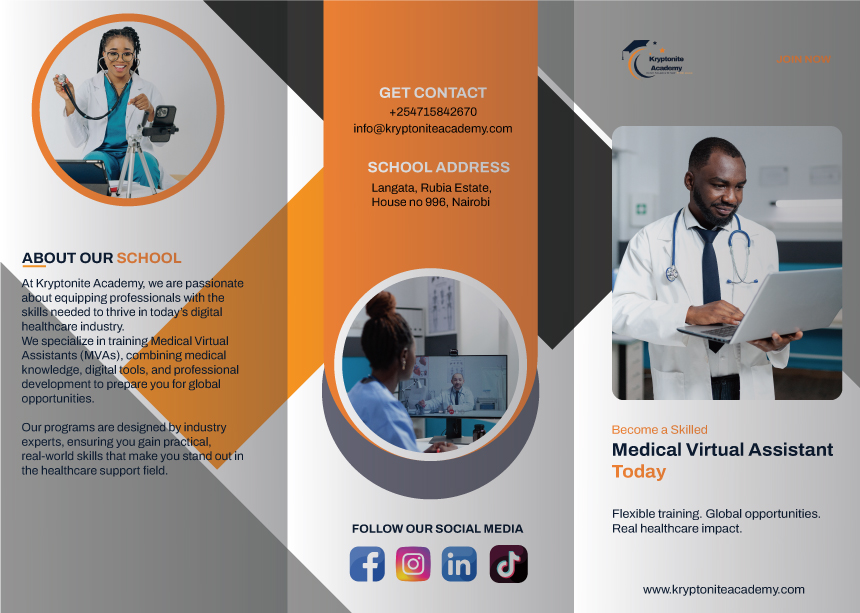 ABOUT OUR SCHOOL
At Kryptonite Academy, we are passionate
about equipping professionals with the
skills needed to thrive in today's digital
healthcare industry.
We specialize in training Medical Virtual
Assistants (MVAs), combining medical
knowledge, digital tools, and professional
development to prepare you for global
opportunities.
Our programs are designed by industry
experts, ensuring you gain practical,
real-world skills that make you stand out in
the healthcare support field.
GET CONTACT
+254715842670
info@kryptoniteacademy.com
SCHOOL ADDRESS
Langata, Rubia Estate,
House no 996, Nairobi
FOLLOW OUR SOCIAL MEDIA
Kryptonite
Academy
JOIN NOW
Become a Skilled
Medical Virtual Assistant
Today
Flexible training. Global opportunities.
Real healthcare impact.
www.kryptoniteacademy.com